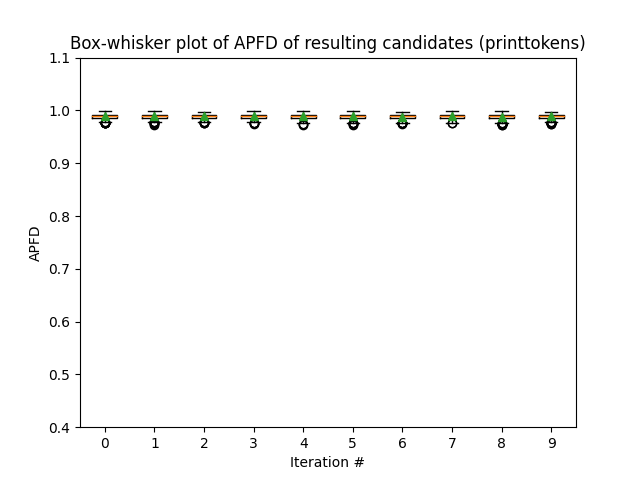 Box-whisker plot of APFD of resulting candidates (printtokens)
1.1
1.0
0.9
0.8
0.7
0.6
0.5
0.4
APFD
0 1 2 3 4 5 6 7 8 9
Iteration #